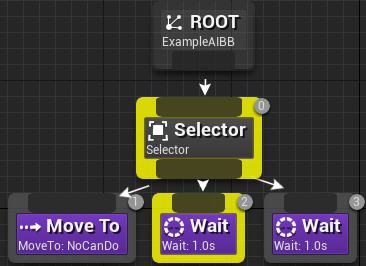 ROOT
ExampleAIBB
0
Selector
Selector
1
2
3
Move To
MoveTo: NoCanDo
Wait
Wait: 1.0s
Wait
Wait: 1.0s